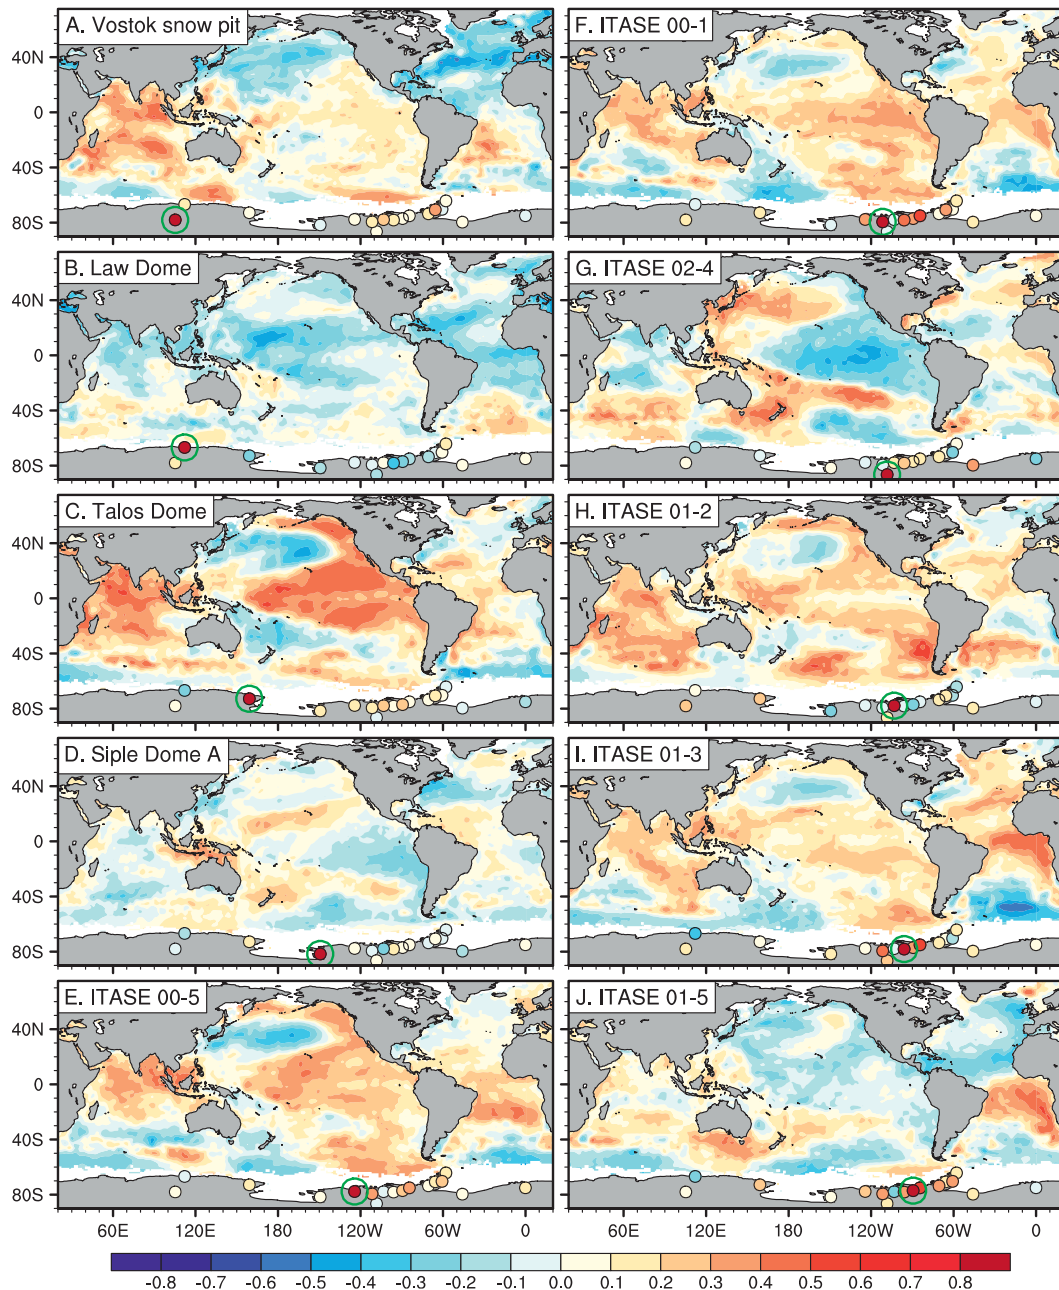 A. Vostok snow pit
F. ITASE 00-1
40N
0
40S
80S
B. Law Dome
G. ITASE 02-4
40N
0
40S
80S
C. Talos Dome
H. ITASE 01-2
40N
0
40S
80S
D. Siple Dome A
I. ITASE 01-3
40N
0
40S
80S
E. ITASE 00-5
J. ITASE 01-5
40N
0
40S
80S
60E 120E 180 120W 60W 0
60E 120E 180 120W 60W 0
-0.8 -0.7 -0.6 -0.5 -0.4 -0.3 -0.2 -0.1 0.0 0.1 0.2 0.3 0.4 0.5 0.6 0.7 0.8